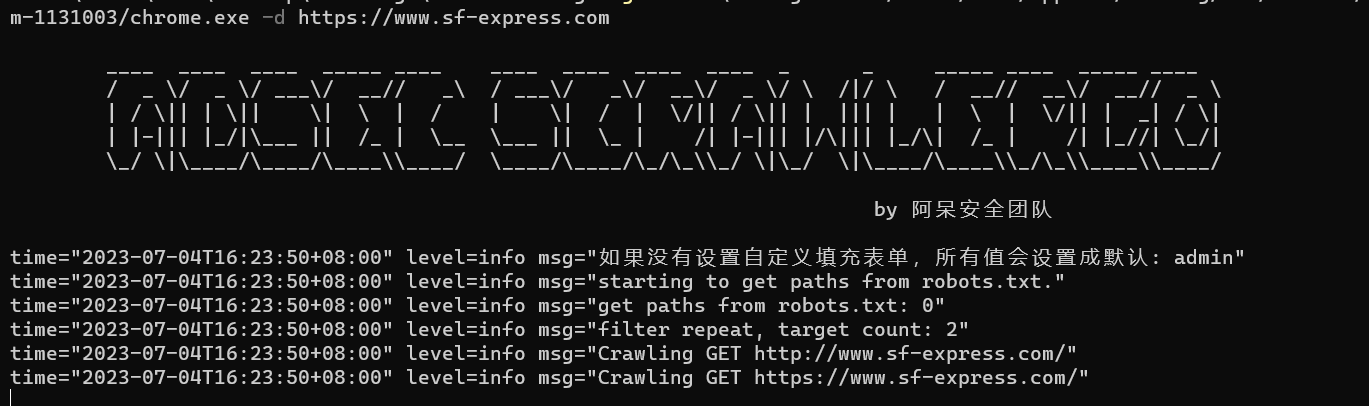 m-1131003/chrome.exe -d https://www.sf-express.com
ADSEC SCRAWLERGO
by 阿呆安全团队
time="2023-07-04T16:23:50+08:00" level=info msg="如果没有设置自定义填充表单，所有值会设置成默认: admin"
time="2023-07-04T16:23:50+08:00" level=info msg="starting to get paths from robots.txt."
time="2023-07-04T16:23:50+08:00" level=info msg="get paths from robots.txt: 0"
time="2023-07-04T16:23:50+08:00" level=info msg="filter repeat, target count: 2"
time="2023-07-04T16:23:50+08:00" level=info msg="Crawling GET http://www.sf-express.com/"
time="2023-07-04T16:23:50+08:00" level=info msg="Crawling GET https://www.sf-express.com/"